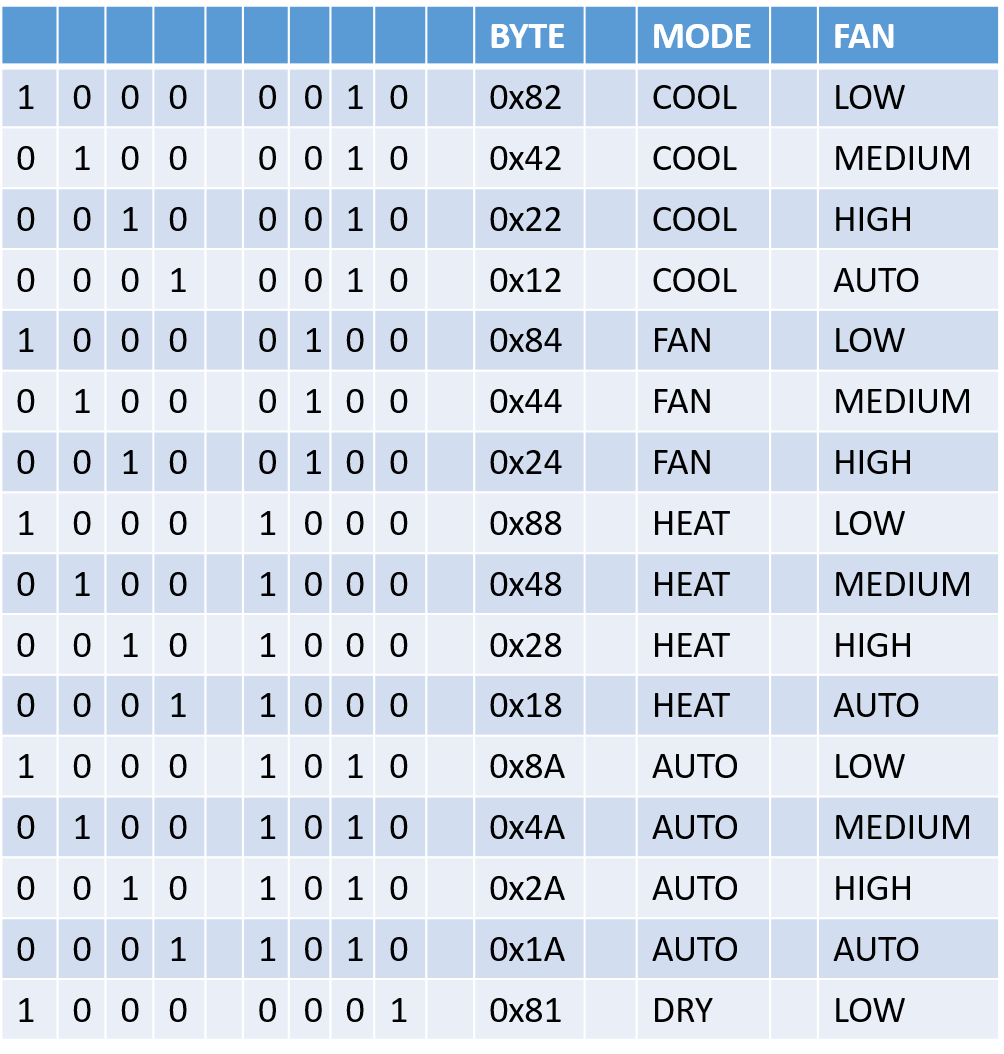 BYTE MODE FAN
1 0 0 0 0 0 1 0 0x82 COOL LOW
0 1 0 0 0 0 1 0 0x42 COOL MEDIUM
0 0 1 0 0 0 1 0 0x22 COOL HIGH
0 0 0 1 0 0 1 0 0x12 COOL AUTO
1 0 0 0 0 1 0 0 0x84 FAN LOW
0 1 0 0 0 1 0 0 0x44 FAN MEDIUM
0 0 1 0 0 1 0 0 0x24 FAN HIGH
1 0 0 0 1 0 0 0 0x88 HEAT LOW
0 1 0 0 1 0 0 0 0x48 HEAT MEDIUM
0 0 1 0 1 0 0 0 0x28 HEAT HIGH
0 0 0 1 1 0 0 0 0x18 HEAT AUTO
1 0 0 0 1 0 1 0 0x8A AUTO LOW
0 1 0 0 1 0 1 0 0x4A AUTO MEDIUM
0 0 1 0 1 0 1 0 0x2A AUTO HIGH
0 0 0 1 1 0 1 0 0x1A AUTO AUTO
1 0 0 0 0 0 0 1 0x81 DRY LOW